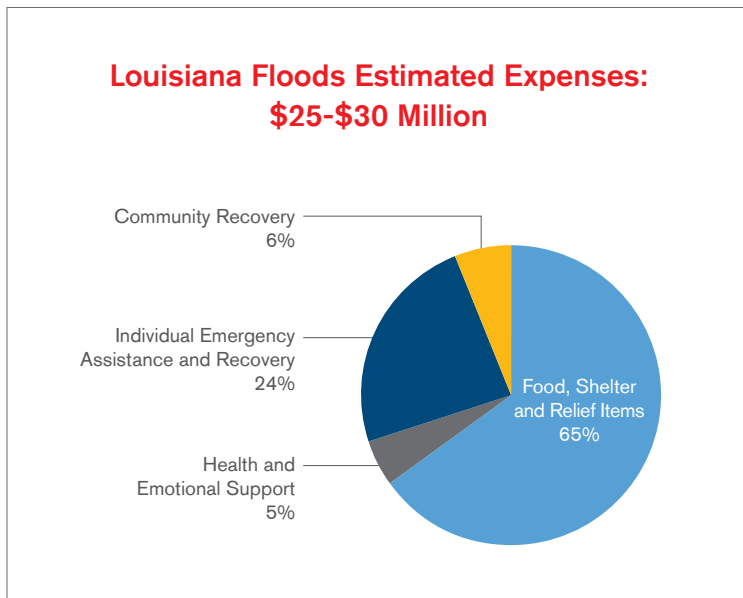 Louisiana Floods Estimated Expenses:
$25-$30 Million
Community Recovery
6%
Individual Emergency
Assistance and Recovery
24%
Food, Shelter
and Relief Items
65%
Health and
Emotional Support
5%